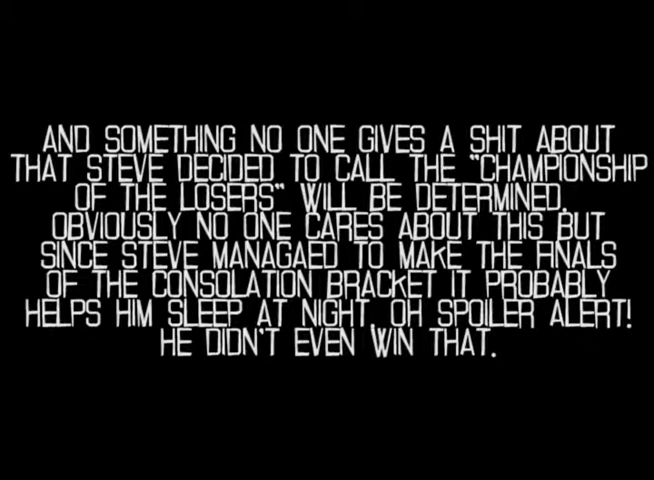 AND SOMETHING NO ONE GIVES A SHIT ABOUT
THAT STEVE DECIDED TO CALL THE "CHAMPIONSHIP
OF THE LOSERS" WILL BE DETERMINED.
OBVIOUSLY NO ONE CARES ABOUT THIS BUT
SINCE STEVE MANAGAED TO MAKE THE FINALS
OF THE CONSOLATION BRACKET IT PROBABLY
HELPS HIM SLEEP AT NIGHT. OH SPOILER ALERT!
HE DIDN'T EVEN WIN THAT.